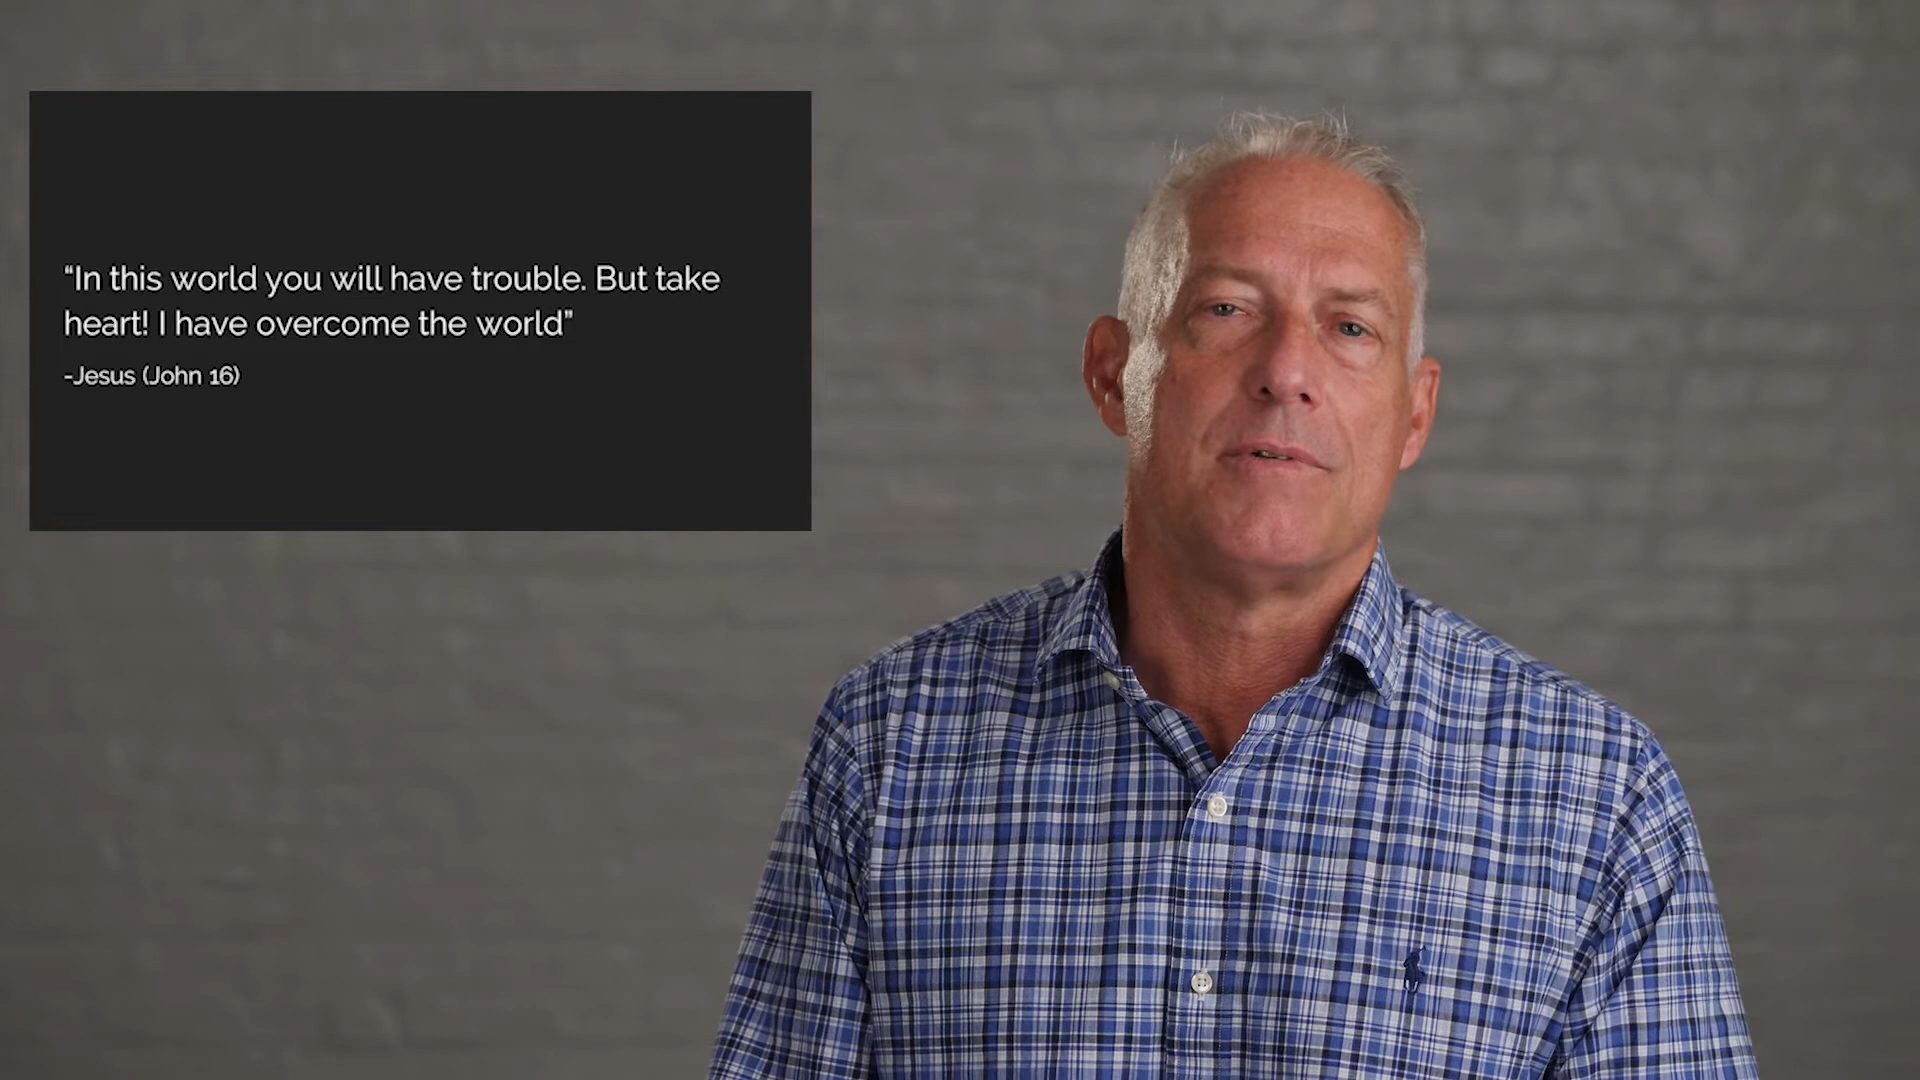 “In this world you will have trouble. But take
heart! I have overcome the world”
-Jesus (John 16)